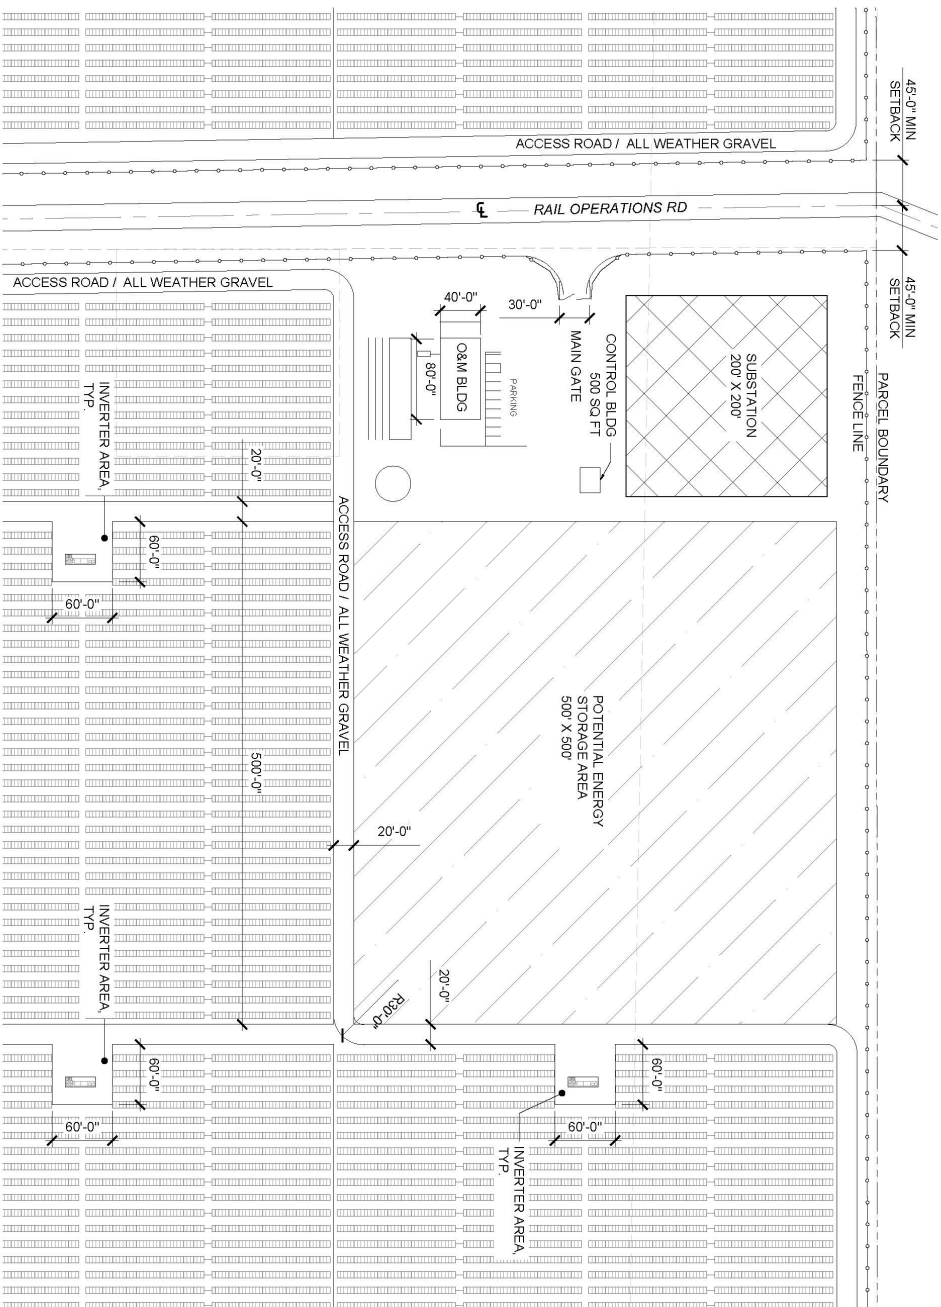 45'-0" MIN
SETBACK
ACCESS ROAD / ALL WEATHER GRAVEL
RAIL OPERATIONS RD
45'-0" MIN
SETBACK
ACCESS ROAD / ALL WEATHER GRAVEL
40'-0"
30'-0"
O&M BLDG
80'-0"
PARKING
MAIN GATE
CONTROL BLDG
500 SQ FT
SUBSTATION
200' X 200'
PARCEL BOUNDARY
FENCE LINE
INVERTER AREA,
TYP.
20'-0"
60'-0"
60'-0"
ACCESS ROAD / ALL WEATHER GRAVEL
500'-0"
POTENTIAL ENERGY
STORAGE AREA
500' X 500'
20'-0"
INVERTER AREA,
TYP.
20'-0"
R30'-0"
60'-0"
60'-0"
60'-0"
60'-0"
INVERTER AREA,
TYP.